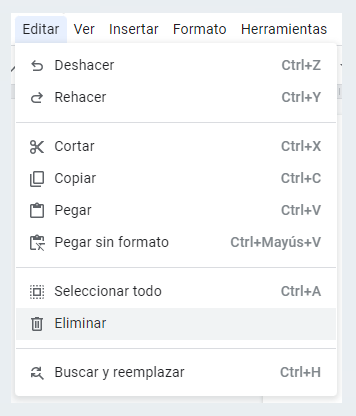 Editar Ver Insertar Formato Herramientas
Deshacer Ctrl+Z
Rehacer Ctrl+Y
Cortar Ctrl+X
Copiar Ctrl+C
Pegar Ctrl+V
Pegar sin formato Ctrl+Mayús+V
Seleccionar todo Ctrl+A
Eliminar
Buscar y reemplazar Ctrl+H